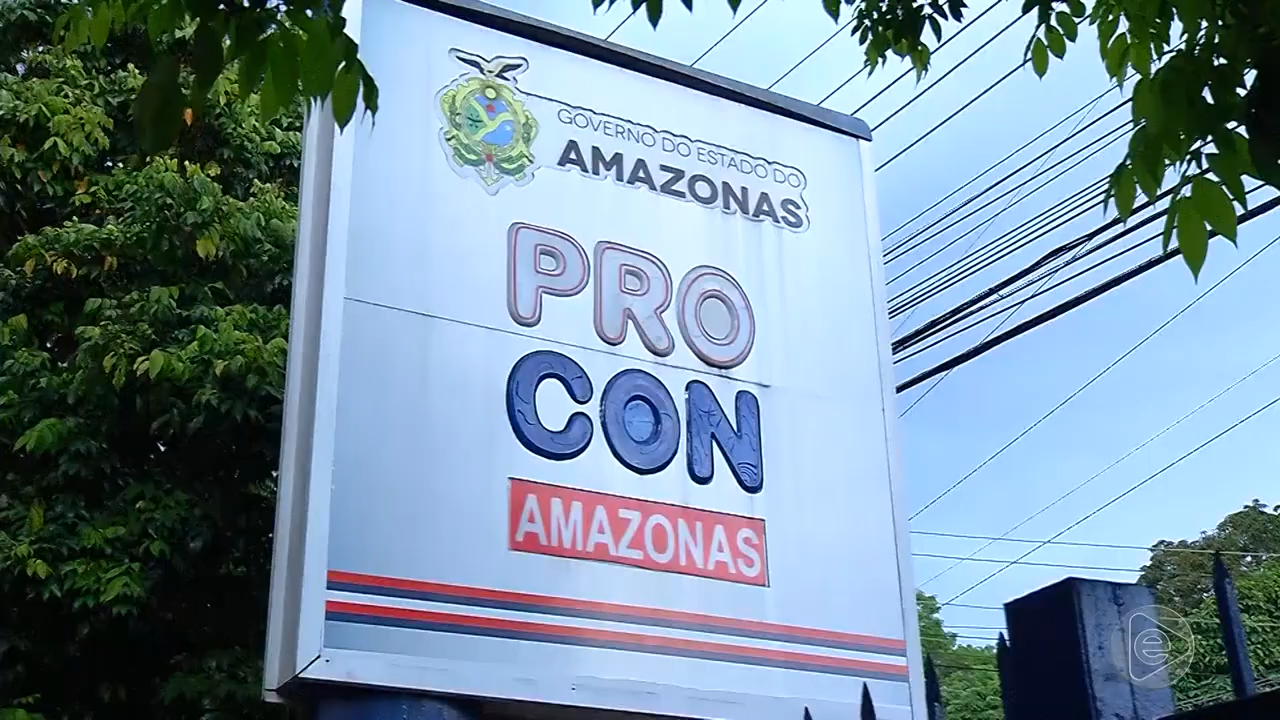 GOVERNO DO ESTADO DO
AMAZONAS
PRO
CON
AMAZONAS
e